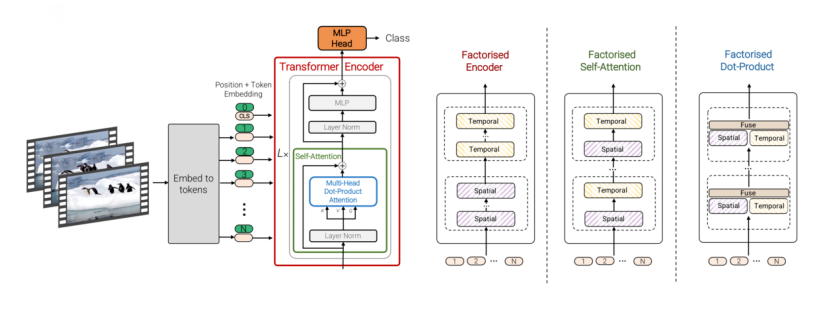 MLP
Head
Class
Transformer Encoder
Position + Token
Embedding
0
CLS
1
2
3
N
Embed to
tokens
L×
MLP
Layer Norm
Self-Attention
Multi-Head
Dot-Product
Attention
K V Q
Layer Norm
Factorised
Encoder
Temporal
Temporal
Spatial
Spatial
1 2 ... N
Factorised
Self-Attention
Temporal
Spatial
Temporal
Spatial
1 2 ... N
Factorised
Dot-Product
Fuse
Spatial Temporal
Fuse
Spatial Temporal
1 2 ... N